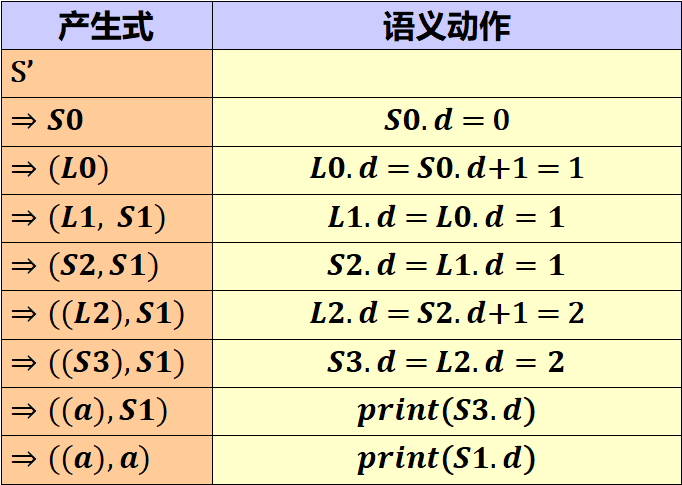 产生式 语义动作
S’
⇒ S0 S0.d = 0
⇒ (L0) L0.d = S0.d+1 = 1
⇒ (L1, S1) L1.d = L0.d = 1
⇒ (S2, S1) S2.d = L1.d = 1
⇒ ((L2), S1) L2.d = S2.d+1 = 2
⇒ ((S3), S1) S3.d = L2.d = 2
⇒ ((a), S1) print(S3.d)
⇒ ((a), a) print(S1.d)